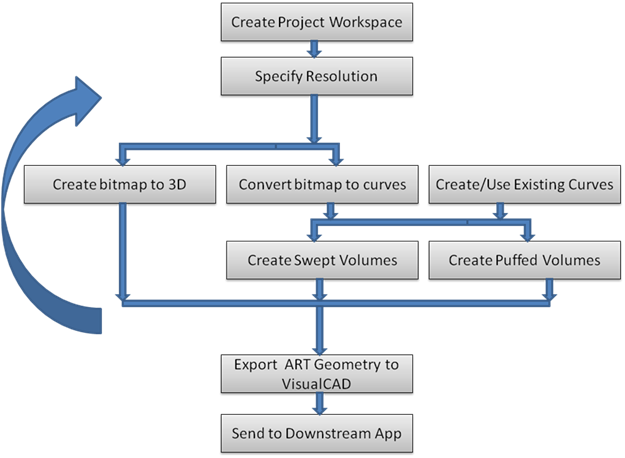 Create Project Workspace
Specify Resolution
Create bitmap to 3D
Convert bitmap to curves
Create/Use Existing Curves
Create Swept Volumes
Create Puffed Volumes
Export ART Geometry to
VisualCAD
Send to Downstream App